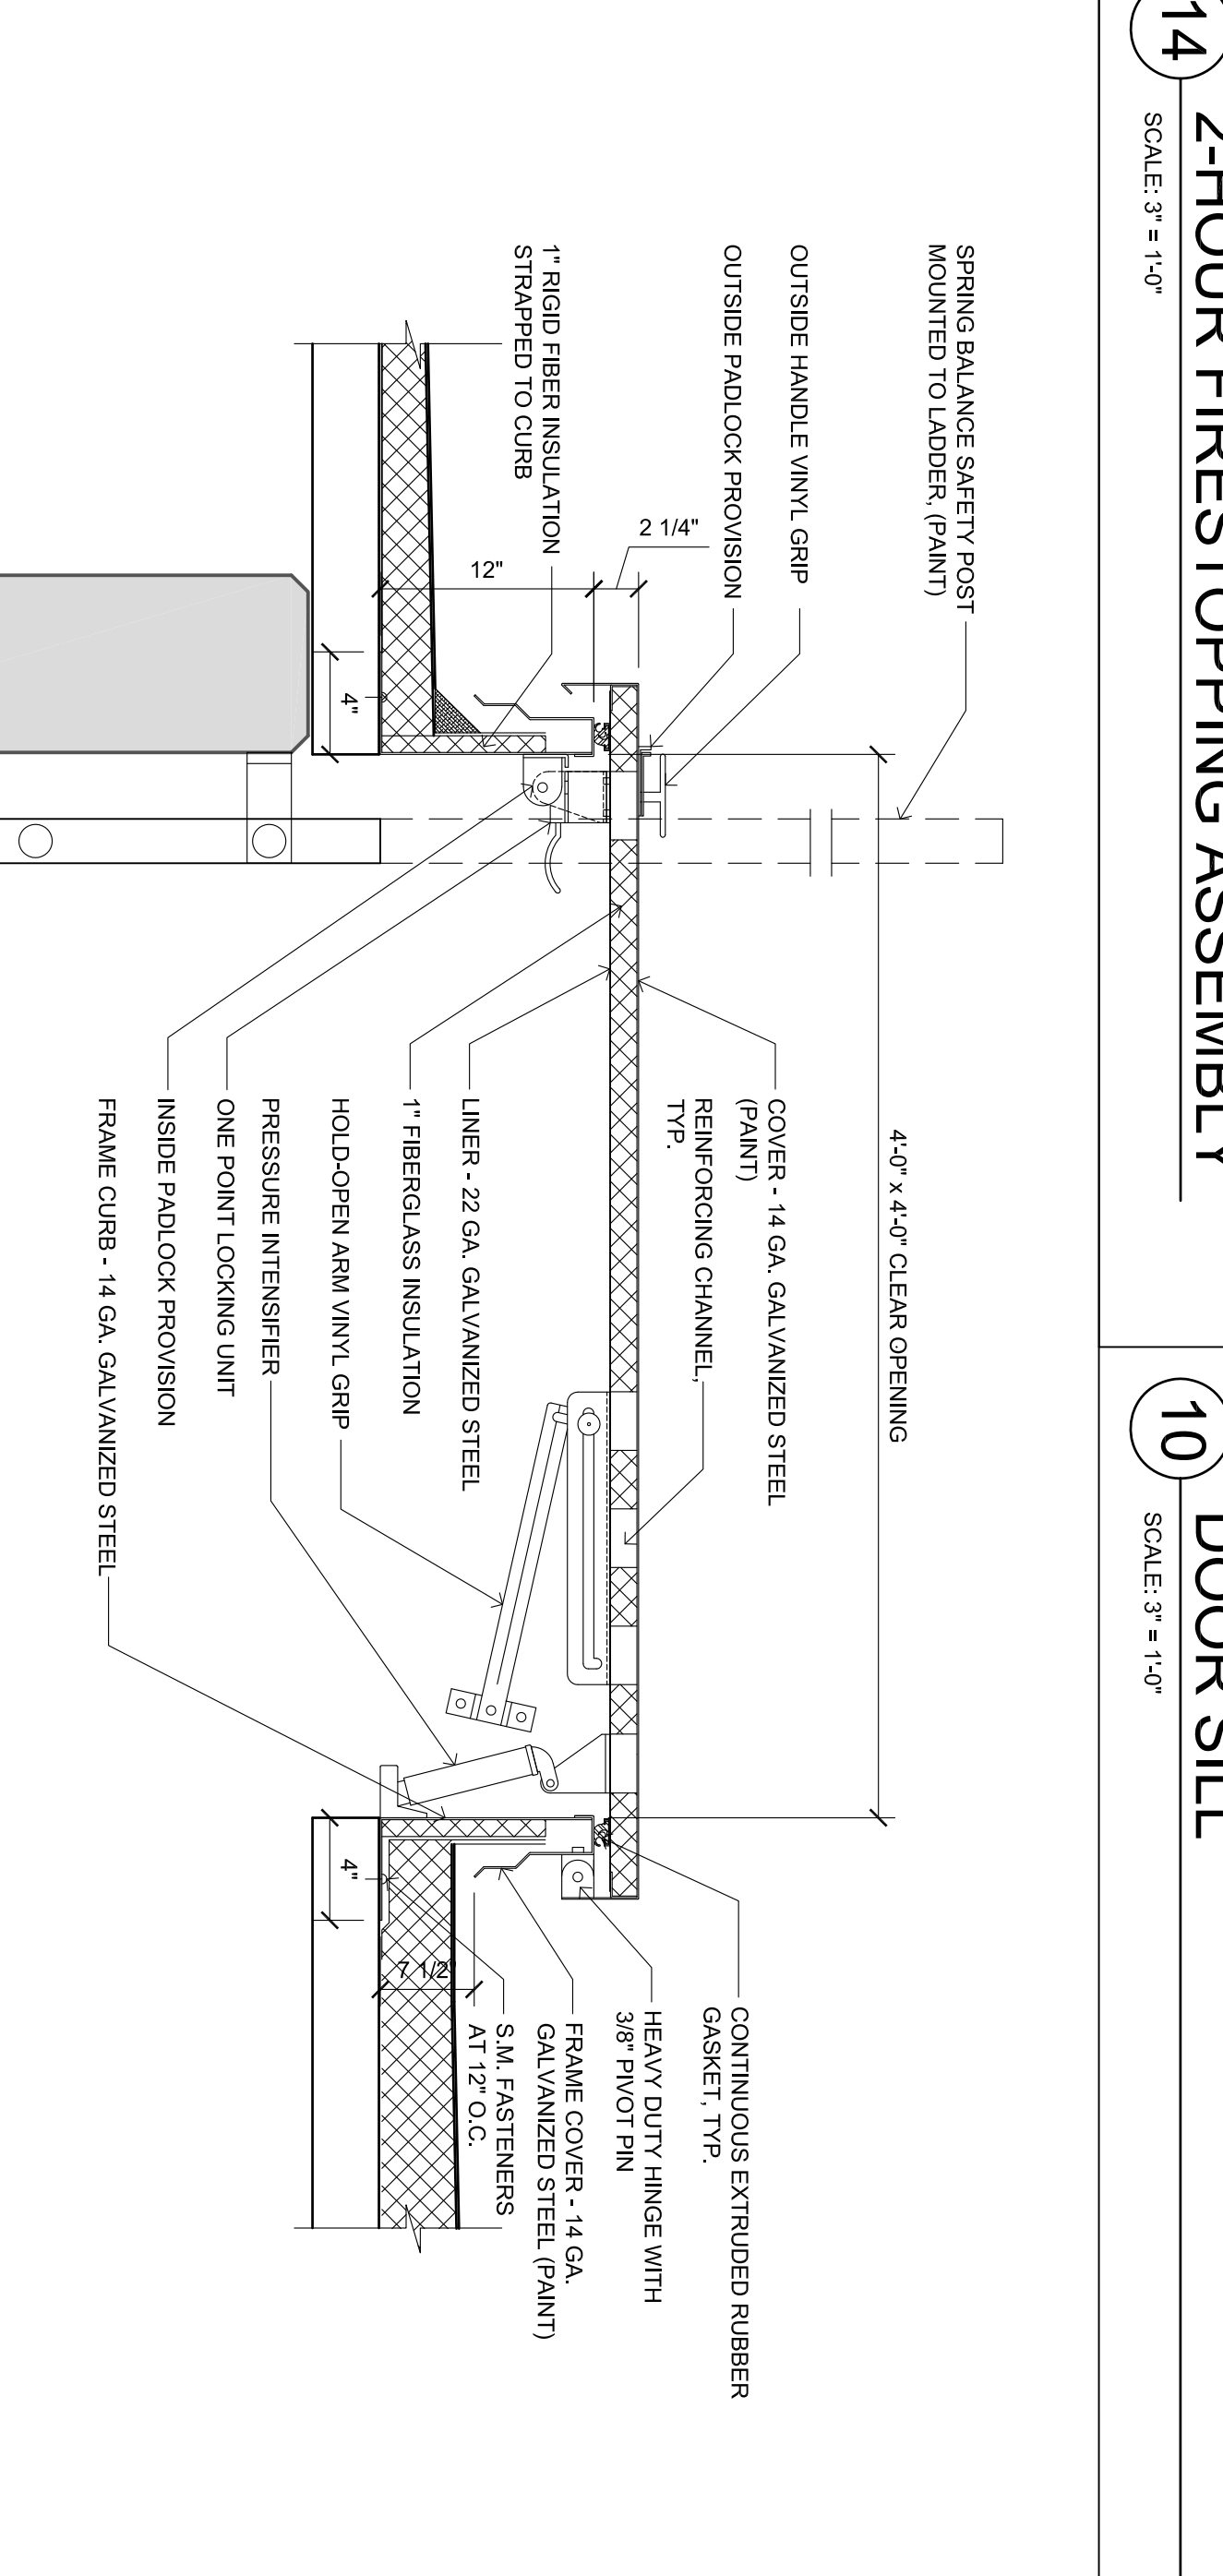 14
2-HOUR FIRESTOPPING ASSEMBLY
SCALE: 3" = 1'-0"
10
DOOR SILL
SCALE: 3" = 1'-0"
SPRING BALANCE SAFETY POST
MOUNTED TO LADDER, (PAINT)
OUTSIDE HANDLE VINYL GRIP
OUTSIDE PADLOCK PROVISION
2 1/4"
12"
1" RIGID FIBER INSULATION
STRAPPED TO CURB
4"
4'-0" x 4'-0" CLEAR OPENING
COVER - 14 GA. GALVANIZED STEEL
(PAINT)
REINFORCING CHANNEL,
TYP.
LINER - 22 GA. GALVANIZED STEEL
1" FIBERGLASS INSULATION
HOLD-OPEN ARM VINYL GRIP
PRESSURE INTENSIFIER
ONE POINT LOCKING UNIT
INSIDE PADLOCK PROVISION
FRAME CURB - 14 GA. GALVANIZED STEEL
4"
7 1/2"
CONTINUOUS EXTRUDED RUBBER
GASKET, TYP.
HEAVY DUTY HINGE WITH
3/8" PIVOT PIN
FRAME COVER - 14 GA.
GALVANIZED STEEL (PAINT)
S.M. FASTENERS
AT 12" O.C.